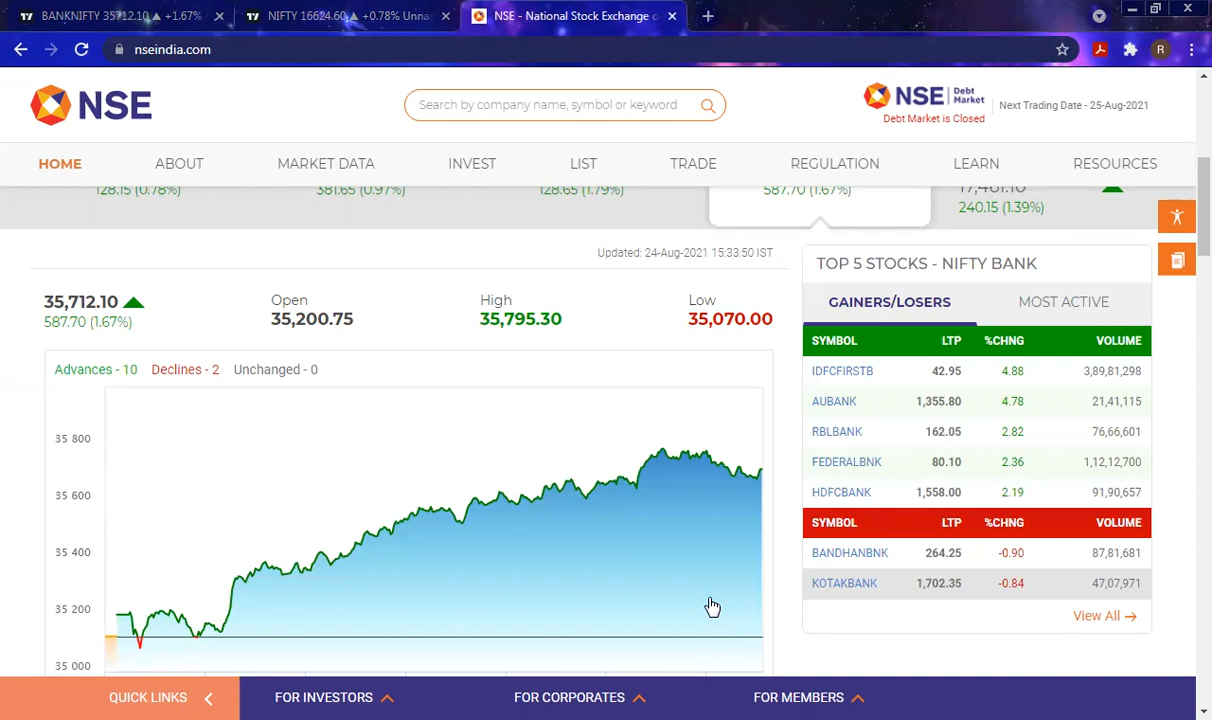 BANKNIFTY 35712.10 ▲ +1.67%
NIFTY 16624.60 ▲ +0.78% Unna
NSE - National Stock Exchange o
nseindia.com
R
NSE
Search by company name, symbol or keyword
NSE Debt Market
Debt Market is Closed
Next Trading Date - 25-Aug-2021
HOME ABOUT MARKET DATA INVEST LIST TRADE REGULATION LEARN RESOURCES
128.15 (0.78%) 381.65 (0.97%) 128.65 (1.79%) 587.70 (1.67%) 17,461.10
240.15 (1.39%)
Updated: 24-Aug-2021 15:33:50 IST
35,712.10
587.70 (1.67%)
Open
35,200.75
High
35,795.30
Low
35,070.00
Advances - 10 Declines - 2 Unchanged - 0
35 800
35 600
35 400
35 200
35 000
TOP 5 STOCKS - NIFTY BANK
GAINERS/LOSERS MOST ACTIVE
SYMBOL LTP %CHNG VOLUME
IDFCFIRSTB 42.95 4.88 3,89,81,298
AUBANK 1,355.80 4.78 21,41,115
RBLBANK 162.05 2.82 76,66,601
FEDERALBNK 80.10 2.36 1,12,12,700
HDFCBANK 1,558.00 2.19 91,90,657
SYMBOL LTP %CHNG VOLUME
BANDHANBNK 264.25 -0.90 87,81,681
KOTAKBANK 1,702.35 -0.84 47,07,971
View All →
QUICK LINKS FOR INVESTORS FOR CORPORATES FOR MEMBERS